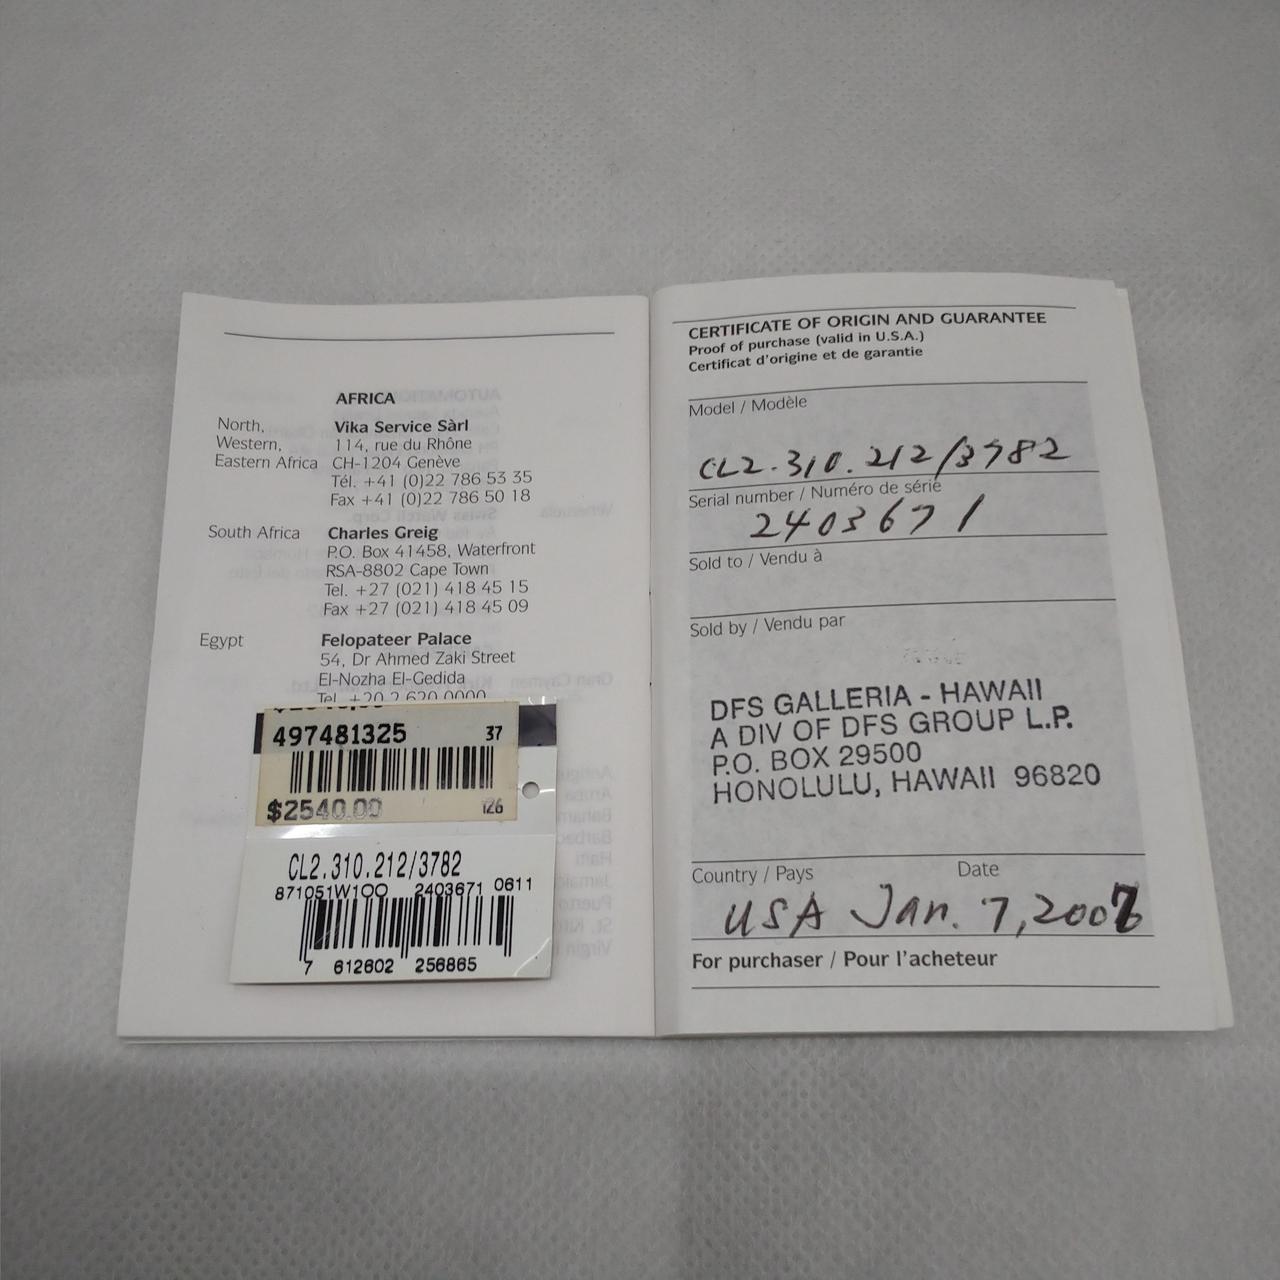 AFRICA
North,
Western,
Eastern Africa
Vika Service Sàrl
114, rue du Rhône
CH-1204 Genève
Tél. +41 (0)22 786 53 35
Fax +41 (0)22 786 50 18
South Africa
Charles Greig
P.O. Box 41458, Waterfront
RSA-8802 Cape Town
Tel. +27 (021) 418 45 15
Fax +27 (021) 418 45 09
Egypt
Felopateer Palace
54, Dr Ahmed Zaki Street
El-Nozha El-Gedida
Tel. +20 2 620 0000
497481325 37
$2540.00 126
CL2.310.212/3782
871051W1OO 2403671 0611
7 612602 256865
CERTIFICATE OF ORIGIN AND GUARANTEE
Proof of purchase (valid in U.S.A.)
Certificat d'origine et de garantie
Model / Modèle
CL2.310.212/3782
Serial number / Numéro de série
2403671
Sold to / Vendu à
Sold by / Vendu par
DFS GALLERIA - HAWAII
A DIV OF DFS GROUP L.P.
P.O. BOX 29500
HONOLULU, HAWAII 96820
Country / Pays Date
USA Jan. 7,
For purchaser / Pour l'acheteur